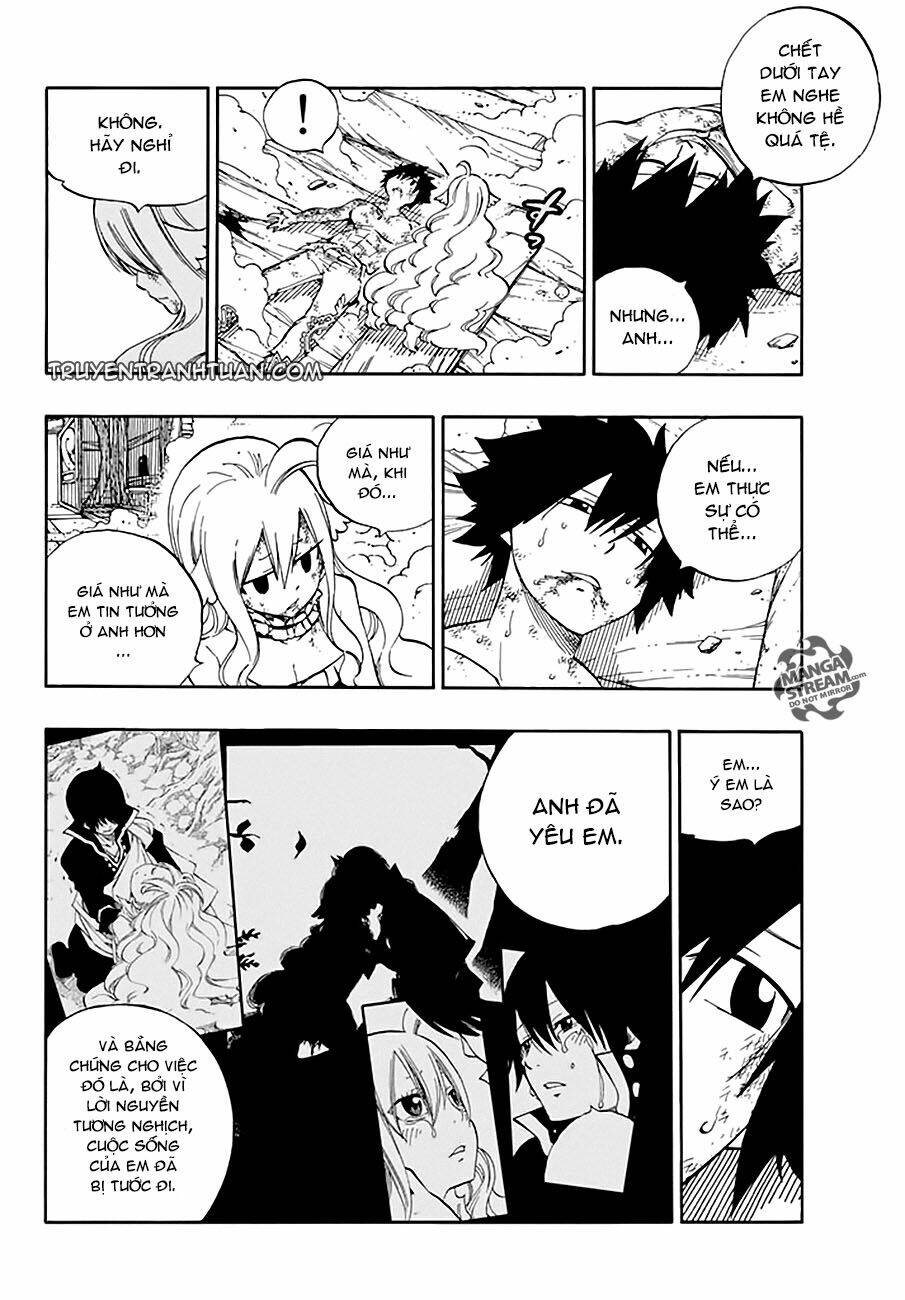 CHẾT
DƯỚI TAY
EM NGHE
KHÔNG HỀ
QUÁ TỆ.
NHƯNG...
ANH...
!
KHÔNG.
HÃY NGHỈ
ĐI.
TRUYENTRANHTUAN.COM
NẾU...
EM THỰC
SỰ CÓ
THỂ...
GIÁ NHƯ
MÀ, KHI
ĐÓ...
GIÁ NHƯ MÀ
EM TIN TƯỞNG
Ở ANH HƠN
...
MANGA
STREAM.com
DO NOT MIRROR
EM...
Ý EM LÀ
SAO?
ANH ĐÃ
YÊU EM.
VÀ BẰNG
CHỨNG CHO VIỆC
ĐÓ LÀ, BỞI VÌ
LỜI NGUYỀN
TƯƠNG NGHỊCH,
CUỘC SỐNG
CỦA EM ĐÃ
BỊ TƯỚC ĐI.